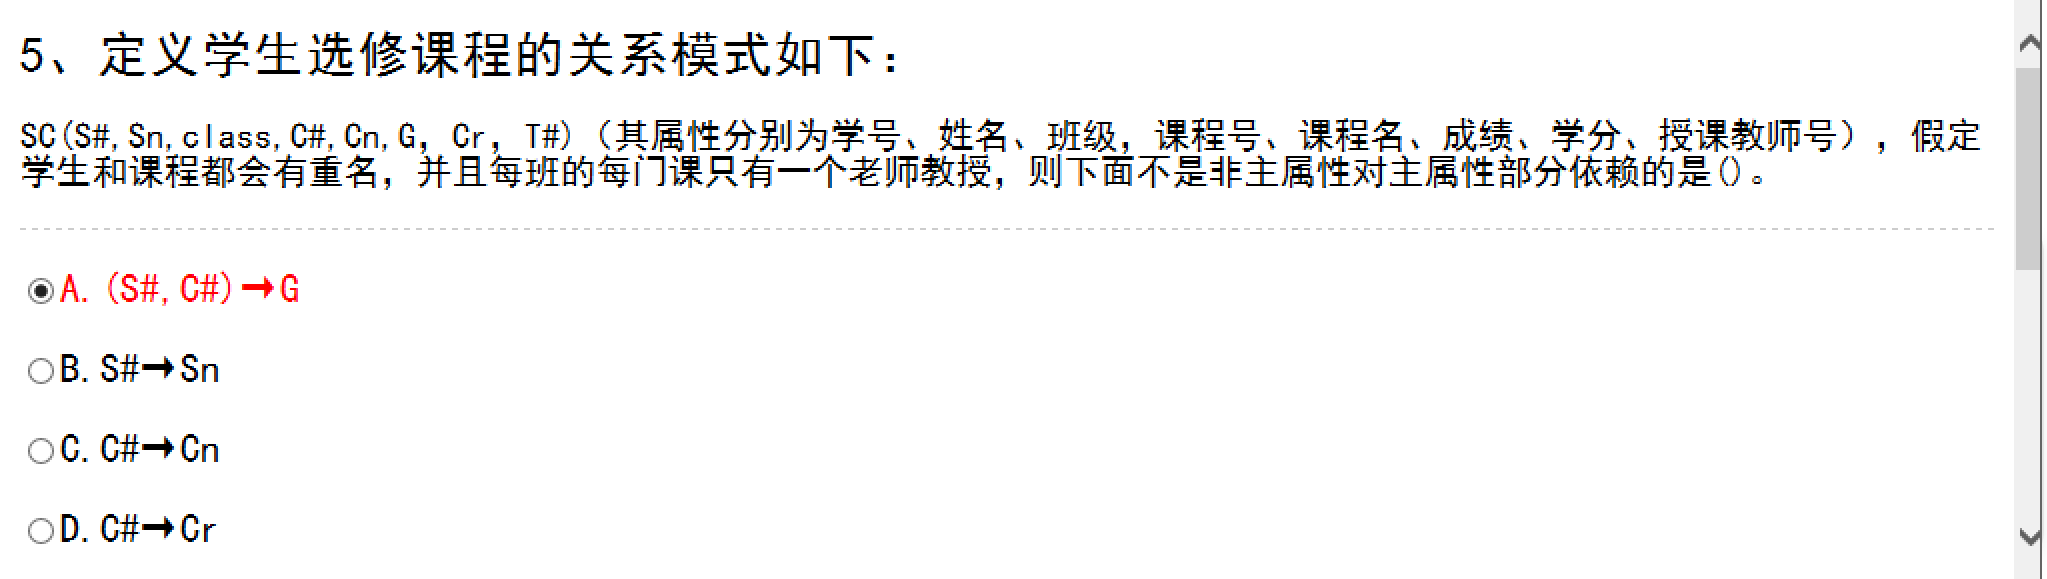 5、定义学生选修课程的关系模式如下：
SC(S#,Sn,class,C#,Cn,G，Cr，T#)（其属性分别为学号、姓名、班级，课程号、课程名、成绩、学分、授课教师号），假定
学生和课程都会有重名，并且每班的每门课只有一个老师教授，则下面不是非主属性对主属性部分依赖的是()。
A. (S#,C#)→G
B. S#→Sn
C. C#→Cn
D. C#→Cr